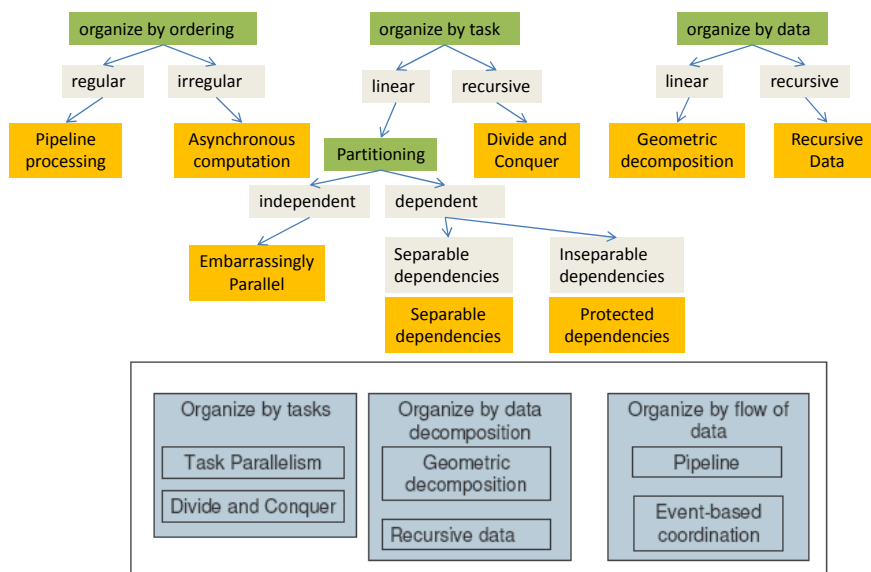 organize by ordering
organize by task
organize by data
regular
irregular
linear
recursive
linear
recursive
Pipeline
processing
Asynchronous
computation
Partitioning
Divide and
Conquer
Geometric
decomposition
Recursive
Data
independent
dependent
Embarrassingly
Parallel
Separable
dependencies
Inseparable
dependencies
Separable
dependencies
Protected
dependencies
Organize by tasks
Task Parallelism
Divide and Conquer
Organize by data
decomposition
Geometric
decomposition
Recursive data
Organize by flow of
data
Pipeline
Event-based
coordination